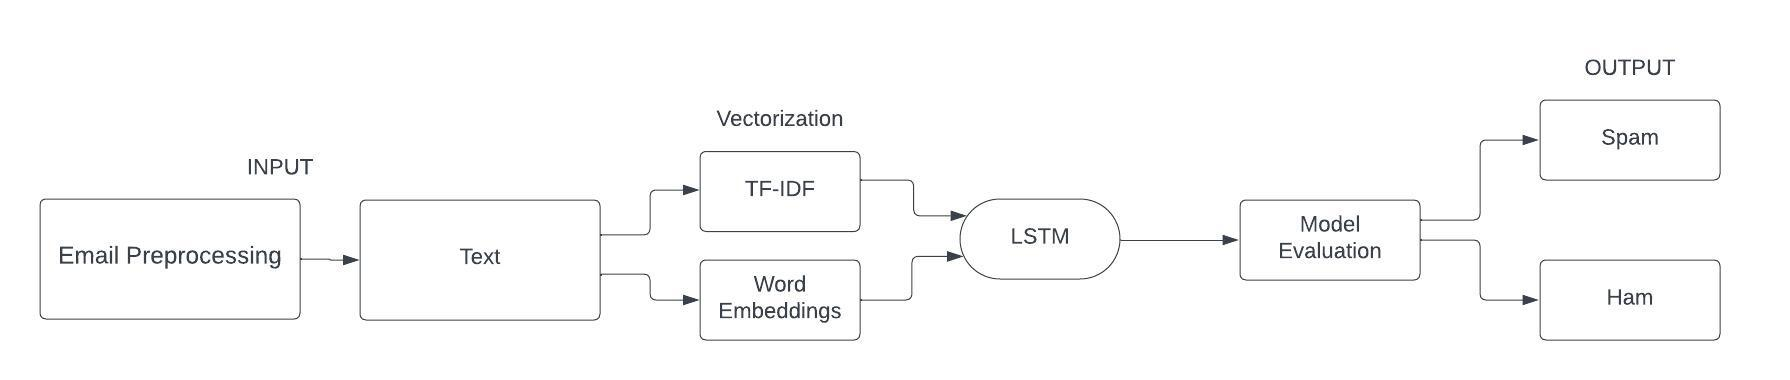 INPUT
Email Preprocessing
Text
Vectorization
TF-IDF
Word
Embeddings
LSTM
Model
Evaluation
OUTPUT
Spam
Ham